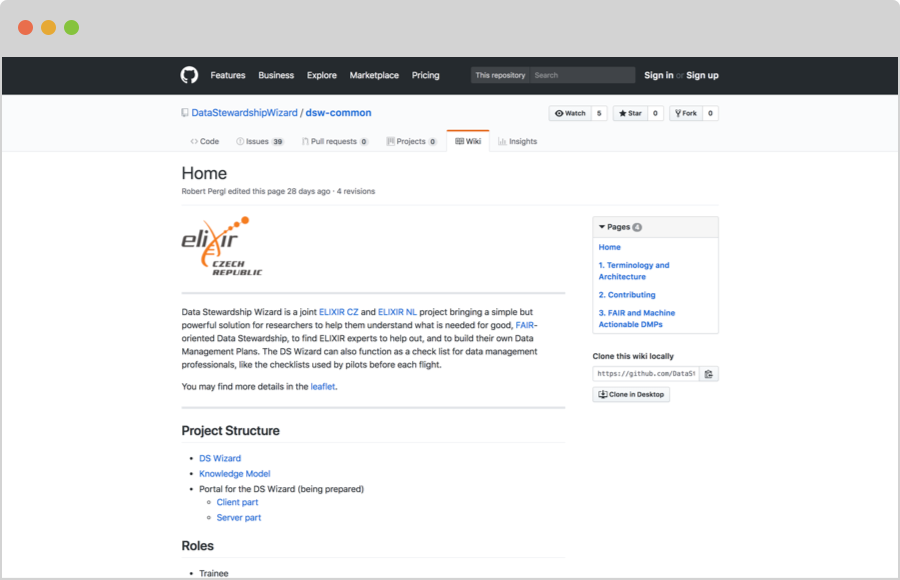 Features Business Explore Marketplace Pricing This repository Search Sign in or Sign up
DataStewardshipWizard / dsw-common Watch 5 Star 0 Fork 0
Code Issues 39 Pull requests 0 Projects 0 Wiki Insights
Home
Robert Pergl edited this page 28 days ago · 4 revisions
elixir
CZECH
REPUBLIC
Data Stewardship Wizard is a joint ELIXIR CZ and ELIXIR NL project bringing a simple but
powerful solution for researchers to help them understand what is needed for good, FAIR-
oriented Data Stewardship, to find ELIXIR experts to help out, and to build their own Data
Management Plans. The DS Wizard can also function as a check list for data management
professionals, like the checklists used by pilots before each flight.
You may find more details in the leaflet.
Project Structure
• DS Wizard
• Knowledge Model
• Portal for the DS Wizard (being prepared)
◦ Client part
◦ Server part
Roles
• Trainee
Pages 4
Home
1. Terminology and
Architecture
2. Contributing
3. FAIR and Machine
Actionable DMPs
Clone this wiki locally
https://github.com/DataSt
Clone in Desktop